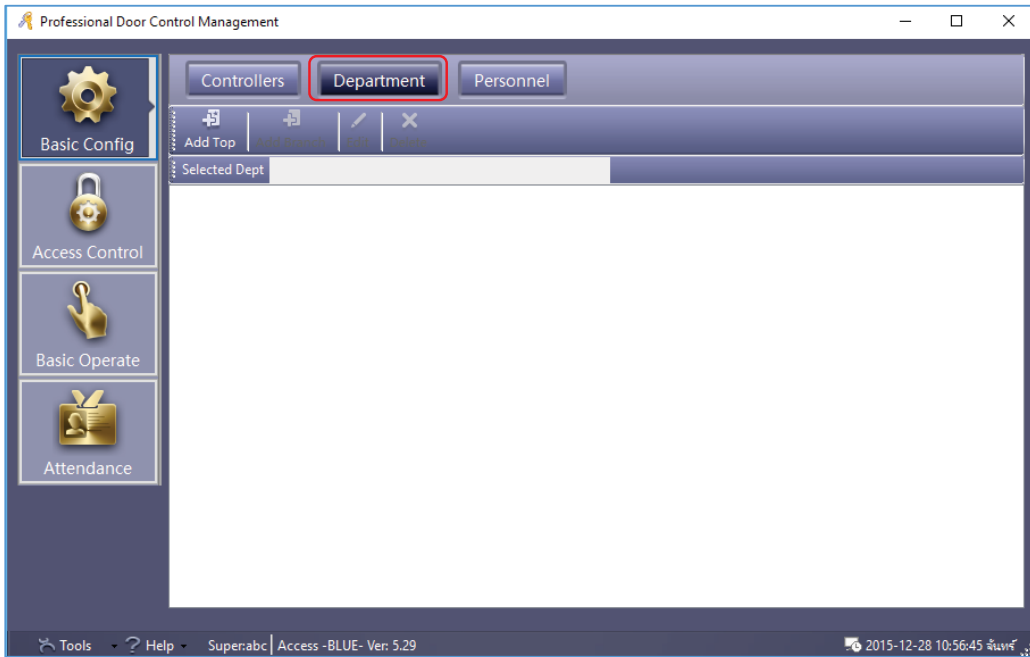 Professional Door Control Management
Controllers Department Personnel
Add Top
Selected Dept
Basic Config
Access Control
Basic Operate
Attendance
Tools Help Super:abc Access -BLUE- Ver: 5.29 2015-12-28 10:56:45 จันทร์